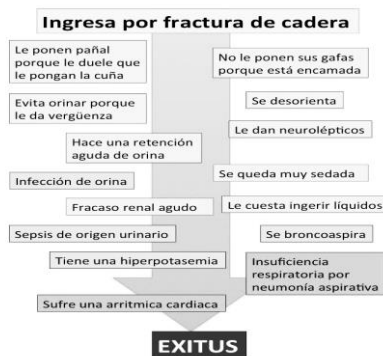 Ingresa por fractura de cadera
Le ponen pañal
porque le duele que
le pongan la cuña
No le ponen sus gafas
porque está encamada
Evita orinar porque
le da vergüenza
Se desorienta
Le dan neurolépticos
Hace una retención
aguda de orina
Infección de orina
Se queda muy sedada
Fracaso renal agudo
Le cuesta ingerir líquidos
Sepsis de origen urinario
Se broncoaspira
Tiene una hiperpotasemia
Insuficiencia
respiratoria por
neumonía aspirativa
Sufre una arritmica cardiaca
EXITUS